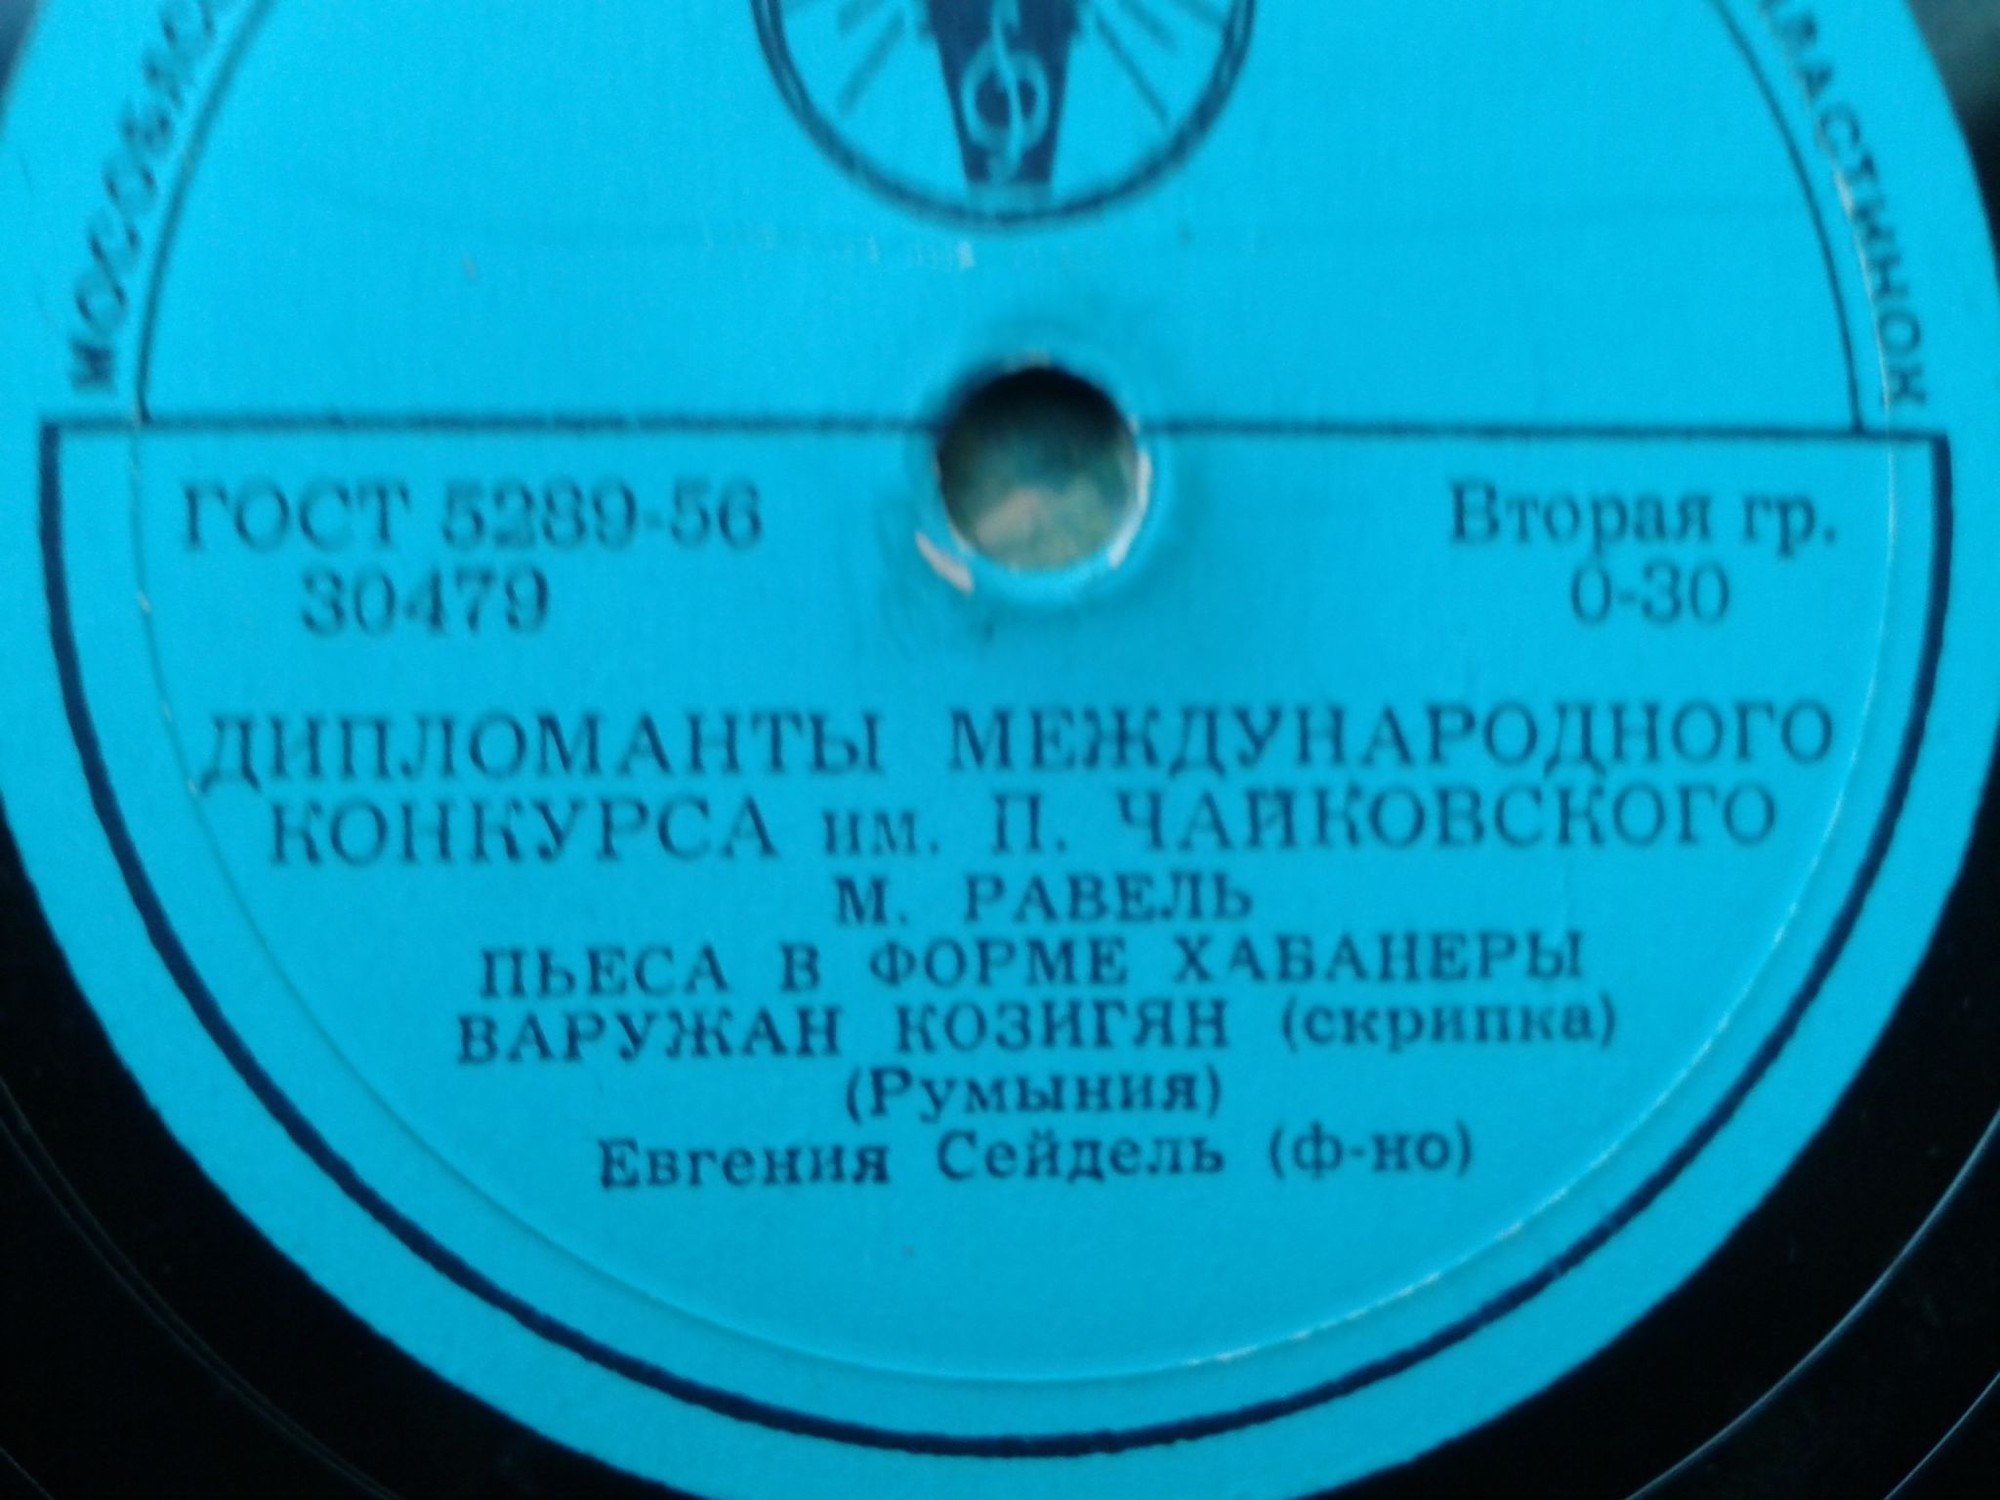 ГОСТ 5289-56
30479
Вторая гр.
0-30
ДИПЛОМАНТЫ МЕЖДУНАРОДНОГО
КОНКУРСА им. П. ЧАЙКОВСКОГО
М. РАВЕЛЬ
ПЬЕСА В ФОРМЕ ХАБАНЕРЫ
ВАРУЖАН КОЗИГЯН (скрипка)
(Румыния)
Евгения Сейдель (ф-но)